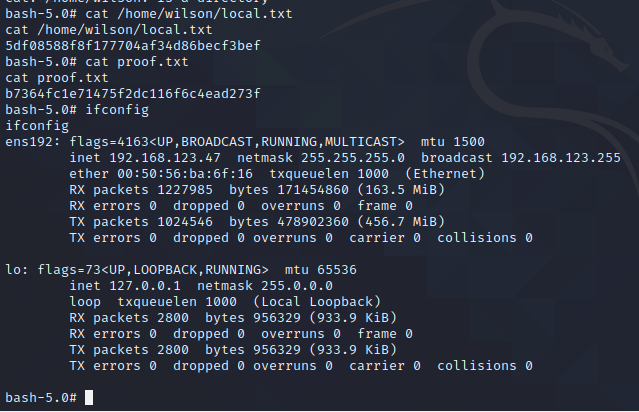 cat: /home/wilson: is a directory
bash-5.0# cat /home/wilson/local.txt
cat /home/wilson/local.txt
5df08588f8f177704af34d86becf3bef
bash-5.0# cat proof.txt
cat proof.txt
b7364fc1e71475f2dc116f6c4ead273f
bash-5.0# ifconfig
ifconfig
ens192: flags=4163<UP,BROADCAST,RUNNING,MULTICAST>  mtu 1500
        inet 192.168.123.47  netmask 255.255.255.0  broadcast 192.168.123.255
        ether 00:50:56:ba:6f:16  txqueuelen 1000  (Ethernet)
        RX packets 1227985  bytes 171454860 (163.5 MiB)
        RX errors 0  dropped 0  overruns 0  frame 0
        TX packets 1024546  bytes 478902360 (456.7 MiB)
        TX errors 0  dropped 0 overruns 0  carrier 0  collisions 0

lo: flags=73<UP,LOOPBACK,RUNNING>  mtu 65536
        inet 127.0.0.1  netmask 255.0.0.0
        loop  txqueuelen 1000  (Local Loopback)
        RX packets 2800  bytes 956329 (933.9 KiB)
        RX errors 0  dropped 0  overruns 0  frame 0
        TX packets 2800  bytes 956329 (933.9 KiB)
        TX errors 0  dropped 0 overruns 0  carrier 0  collisions 0

bash-5.0#